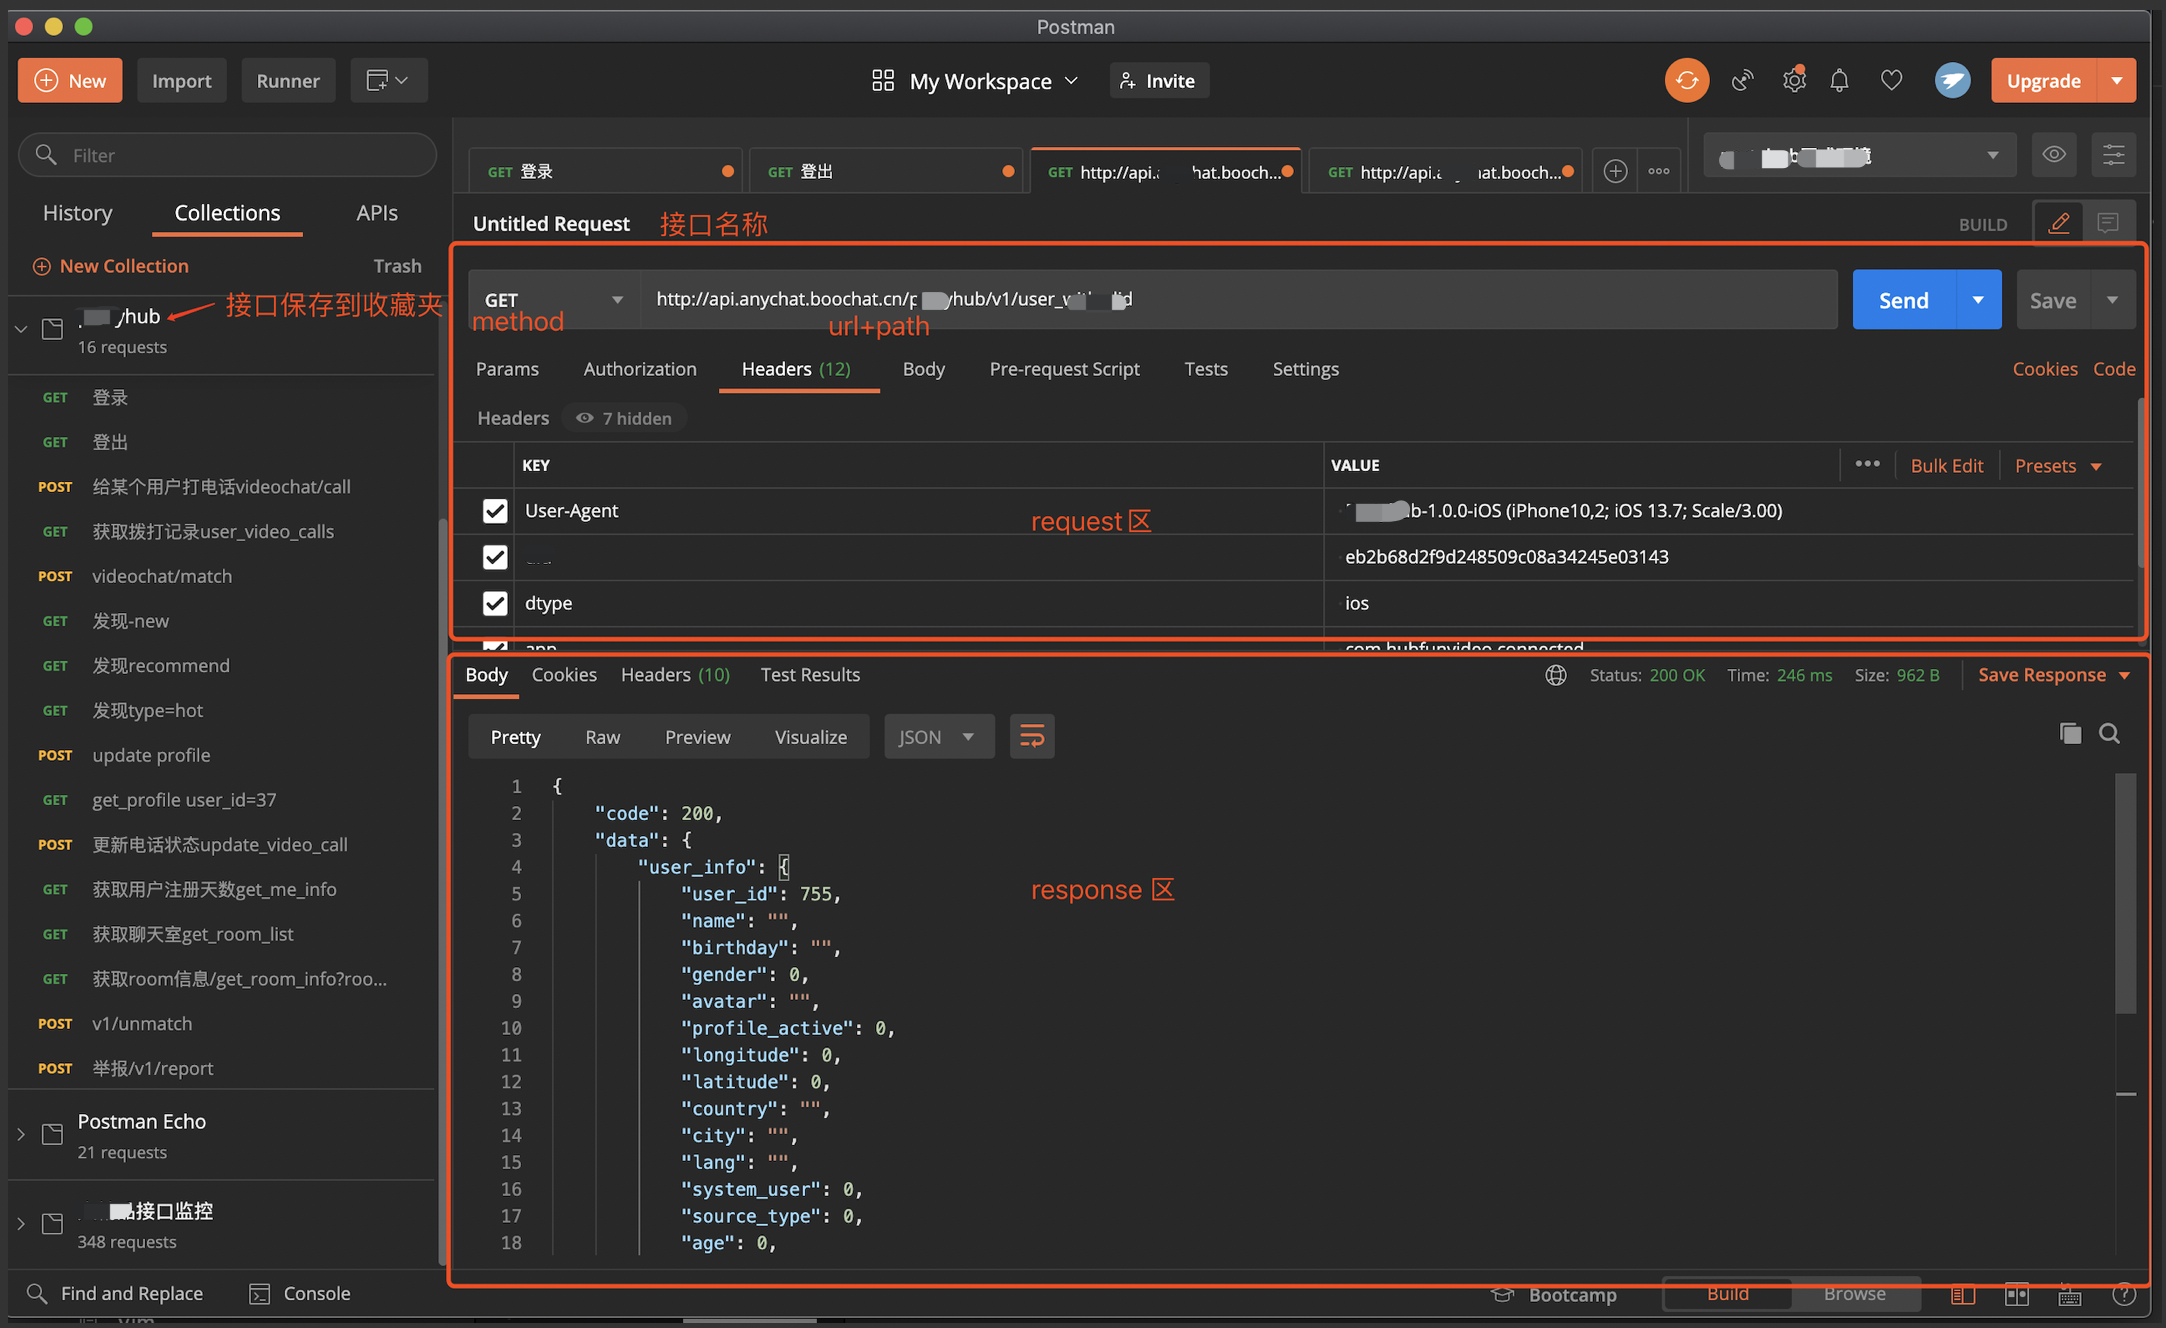 Postman
New Import Runner My Workspace Invite Upgrade
Filter
GET 登录 GET 登出 GET http://api. hat.booch... GET http://api. at.booch...
History Collections APIs
Untitled Request 接口名称 BUILD
New Collection Trash
yhub 接口保存到收藏夹
16 requests
GET http://api.anychat.boochat.cn/p yhub/v1/user_ id Send Save
method url+path
Params Authorization Headers (12) Body Pre-request Script Tests Settings Cookies Code
Headers 7 hidden
KEY VALUE Bulk Edit Presets
User-Agent b-1.0.0-iOS (iPhone10,2; iOS 13.7; Scale/3.00)
request 区
eb2b68d2f9d248509c08a34245e03143
dtype ios
app com.hubfunvideo.connected
GET 登录
GET 登出
POST 给某个用户打电话videochat/call
GET 获取拨打记录user_video_calls
POST videochat/match
GET 发现-new
GET 发现recommend
GET 发现type=hot
POST update profile
GET get_profile user_id=37
POST 更新电话状态update_video_call
GET 获取用户注册天数get_me_info
GET 获取聊天室get_room_list
GET 获取room信息/get_room_info?roo...
POST v1/unmatch
POST 举报/v1/report
Postman Echo
21 requests
接口监控
348 requests
Body Cookies Headers (10) Test Results Status: 200 OK Time: 246 ms Size: 962 B Save Response
Pretty Raw Preview Visualize JSON
1 {
2 "code": 200,
3 "data": {
4 "user_info": {
response 区
5 "user_id": 755,
6 "name": "",
7 "birthday": "",
8 "gender": 0,
9 "avatar": "",
10 "profile_active": 0,
11 "longitude": 0,
12 "latitude": 0,
13 "country": "",
14 "city": "",
15 "lang": "",
16 "system_user": 0,
17 "source_type": 0,
18 "age": 0,
Find and Replace Console Bootcamp Build Browse